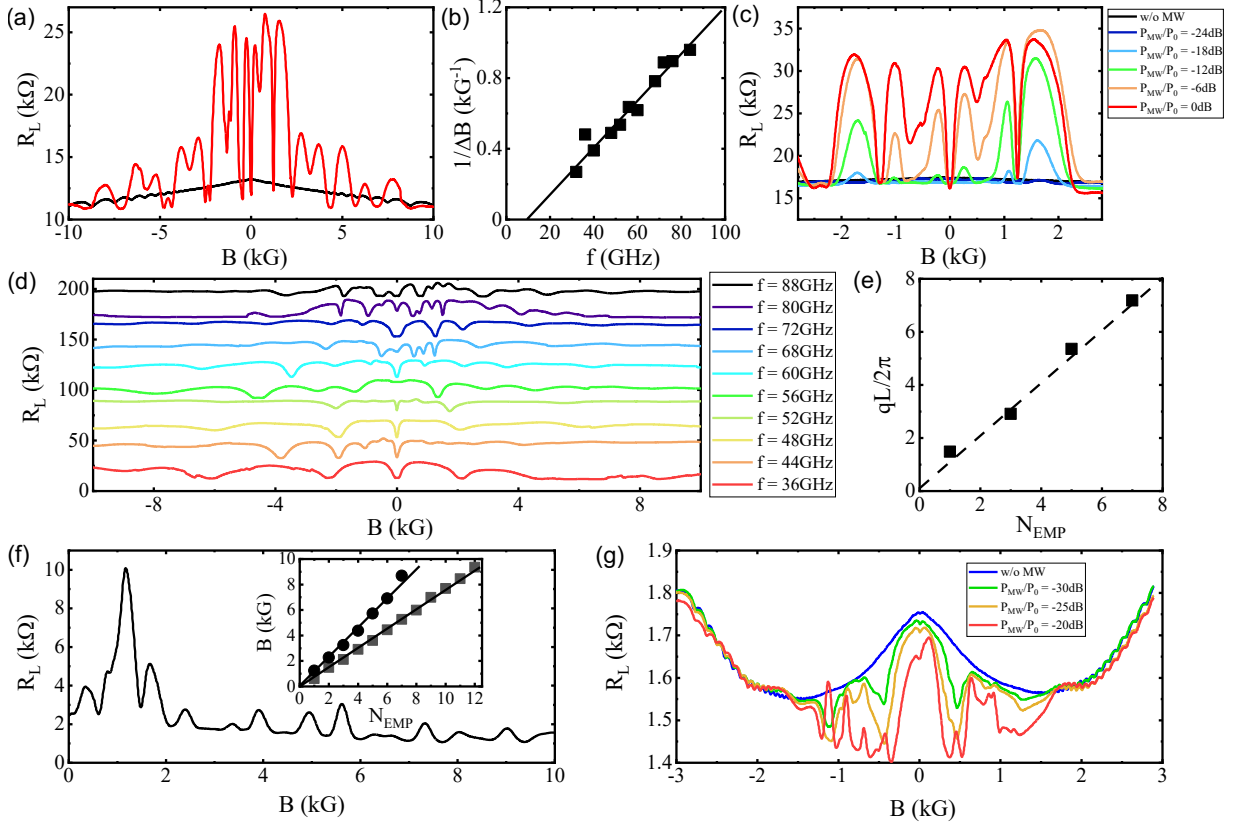 (a)
R_L (kΩ)
25
20
15
10
-10
-5
0
5
10
B (kG)
(b)
1/ΔB (kG⁻¹)
1.2
0.8
0.4
0
0
20
40
60
80
100
f (GHz)
(c)
R_L (kΩ)
35
30
25
20
15
-2
-1
0
1
2
B (kG)
w/o MW
P_MW/P_0 = -24dB
P_MW/P_0 = -18dB
P_MW/P_0 = -12dB
P_MW/P_0 = -6dB
P_MW/P_0 = 0dB
(d)
R_L (kΩ)
200
150
100
50
0
-8
-4
0
4
8
B (kG)
f = 88GHz
f = 80GHz
f = 72GHz
f = 68GHz
f = 60GHz
f = 56GHz
f = 52GHz
f = 48GHz
f = 44GHz
f = 36GHz
(e)
qL/2π
8
6
4
2
0
0
2
4
6
8
N_EMP
(f)
R_L (kΩ)
10
8
6
4
2
0
0
2
4
6
8
10
B (kG)
B (kG)
10
8
6
4
2
0
0
2
4
6
8
10
12
N_EMP
(g)
R_L (kΩ)
1.9
1.8
1.7
1.6
1.5
1.4
-3
-2
-1
0
1
2
3
B (kG)
w/o MW
P_MW/P_0 = -30dB
P_MW/P_0 = -25dB
P_MW/P_0 = -20dB